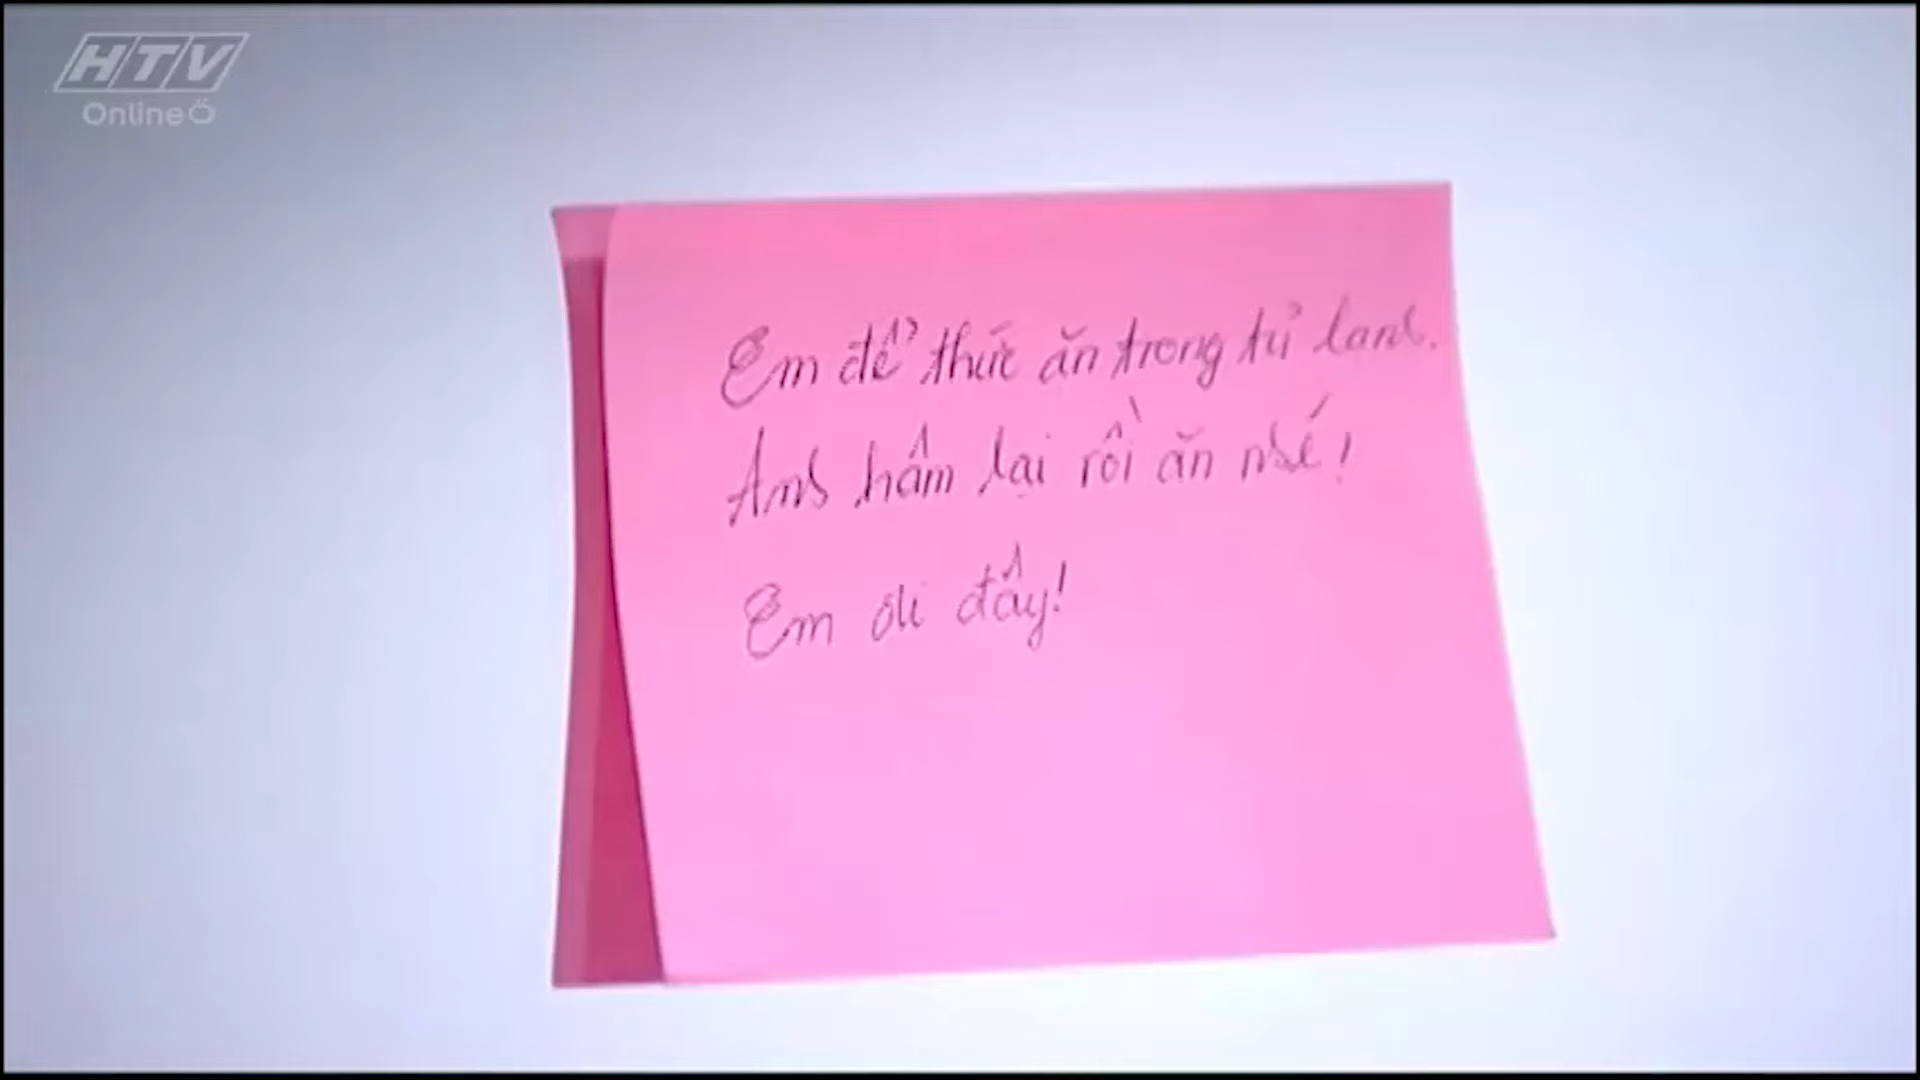 HTV
Online
Em để thức ăn trong tủ lạnh.
Anh hâm lại rồi ăn nhé!
Em đi đây!